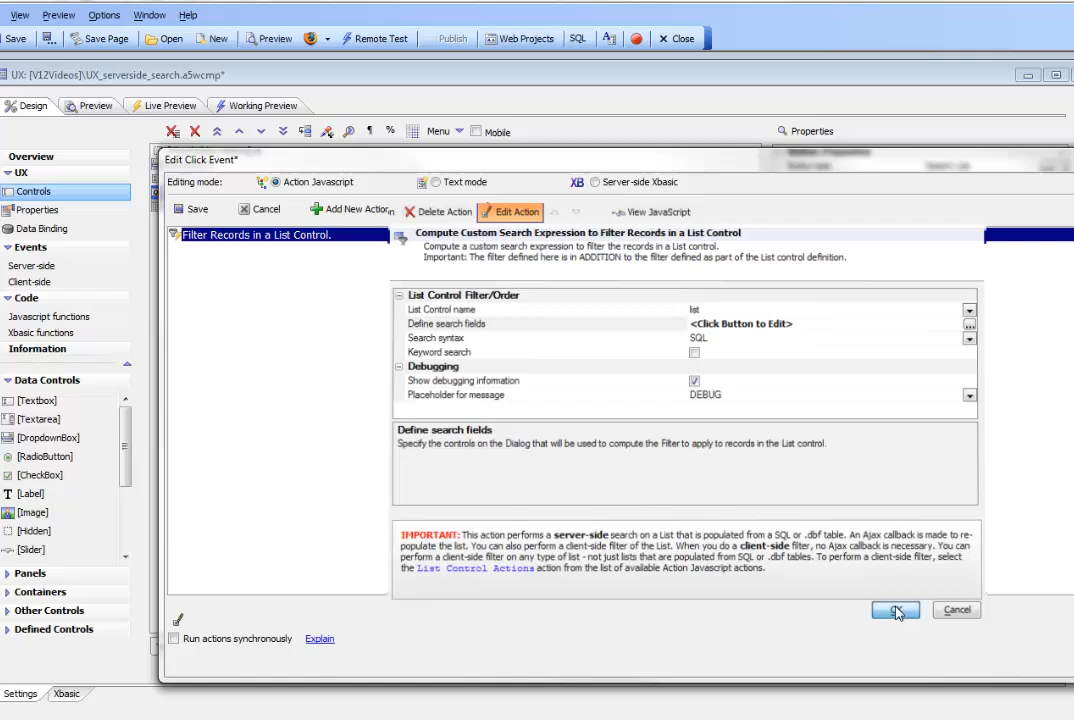 View Preview Options Window Help
Save Save Page Open New Preview Remote Test Publish Web Projects SQL Close
UX: [V12Videos]\UX_serverside_search.a5wcmp*
Design Preview Live Preview Working Preview
Menu Mobile Properties
Overview
UX
Controls
Properties
Data Binding
Events
Server-side
Client-side
Code
Javascript functions
Xbasic functions
Information
Data Controls
[Textbox]
[Textarea]
[DropdownBox]
[RadioButton]
[CheckBox]
[Label]
[Image]
[Hidden]
[Slider]
Panels
Containers
Other Controls
Defined Controls
Settings Xbasic
Edit Click Event*
Editing mode: Action Javascript Text mode XB Server-side Xbasic
Save Cancel Add New Action Delete Action Edit Action View JavaScript
Filter Records in a List Control.
Compute Custom Search Expression to Filter Records in a List Control
Compute a custom search expression to filter the records in a List control.
Important: The filter defined here is in ADDITION to the filter defined as part of the List control definition.
List Control Filter/Order
List Control name list
Define search fields <Click Button to Edit> ...
Search syntax SQL
Keyword search
Debugging
Show debugging information
Placeholder for message DEBUG
Define search fields
Specify the controls on the Dialog that will be used to compute the Filter to apply to records in the List control.
IMPORTANT: This action performs a server-side search on a List that is populated from a SQL or .dbf table. An Ajax callback is made to re-
populate the list. You can also perform a client-side filter of the List. When you do a client-side filter, no Ajax callback is necessary. You can
perform a client-side filter on any type of list - not just lists that are populated from SQL or .dbf tables. To perform a client-side filter, select
the List Control Actions action from the list of available Action Javascript actions.
OK Cancel
Run actions synchronously Explain